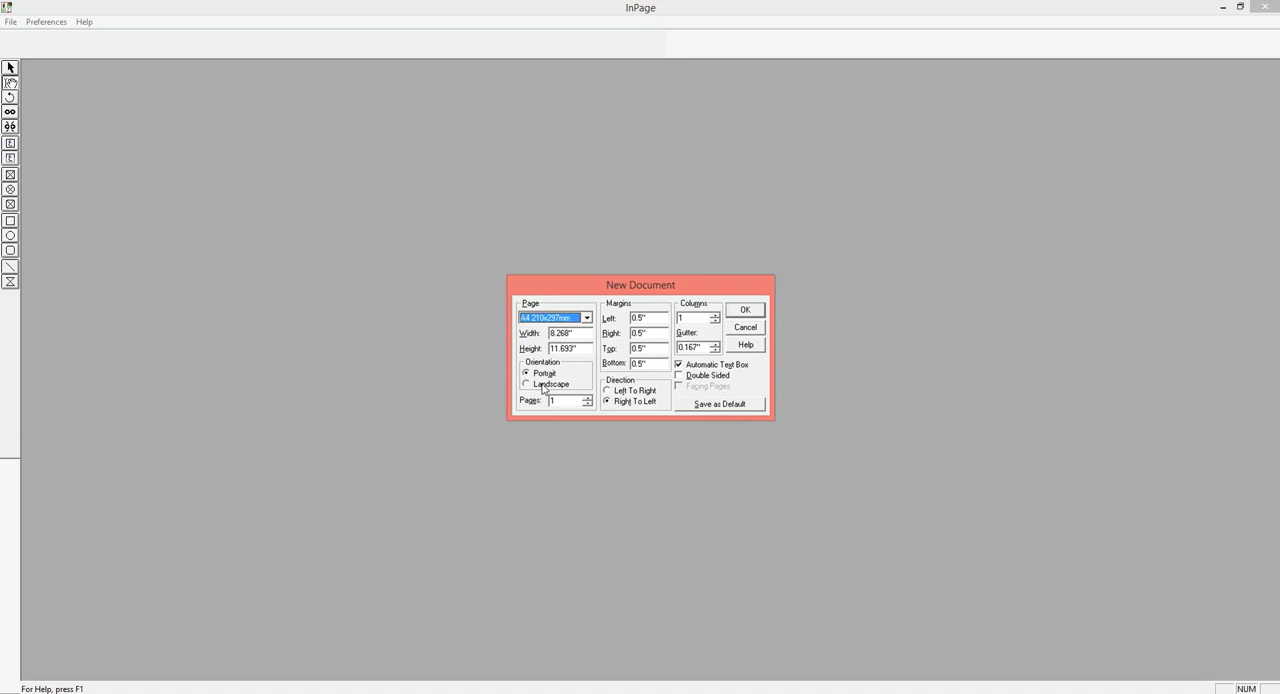 InPage
File Preferences Help
New Document
Page
A4 210x297mm
Width: 8.268"
Height: 11.693"
Orientation
Portrait
Landscape
Pages: 1
Margins
Left: 0.5"
Right: 0.5"
Top: 0.5"
Bottom: 0.5"
Direction
Left To Right
Right To Left
Columns
1
Gutter:
0.167"
OK
Cancel
Help
Automatic Text Box
Double Sided
Facing Pages
Save as Default
For Help, press F1
NUM